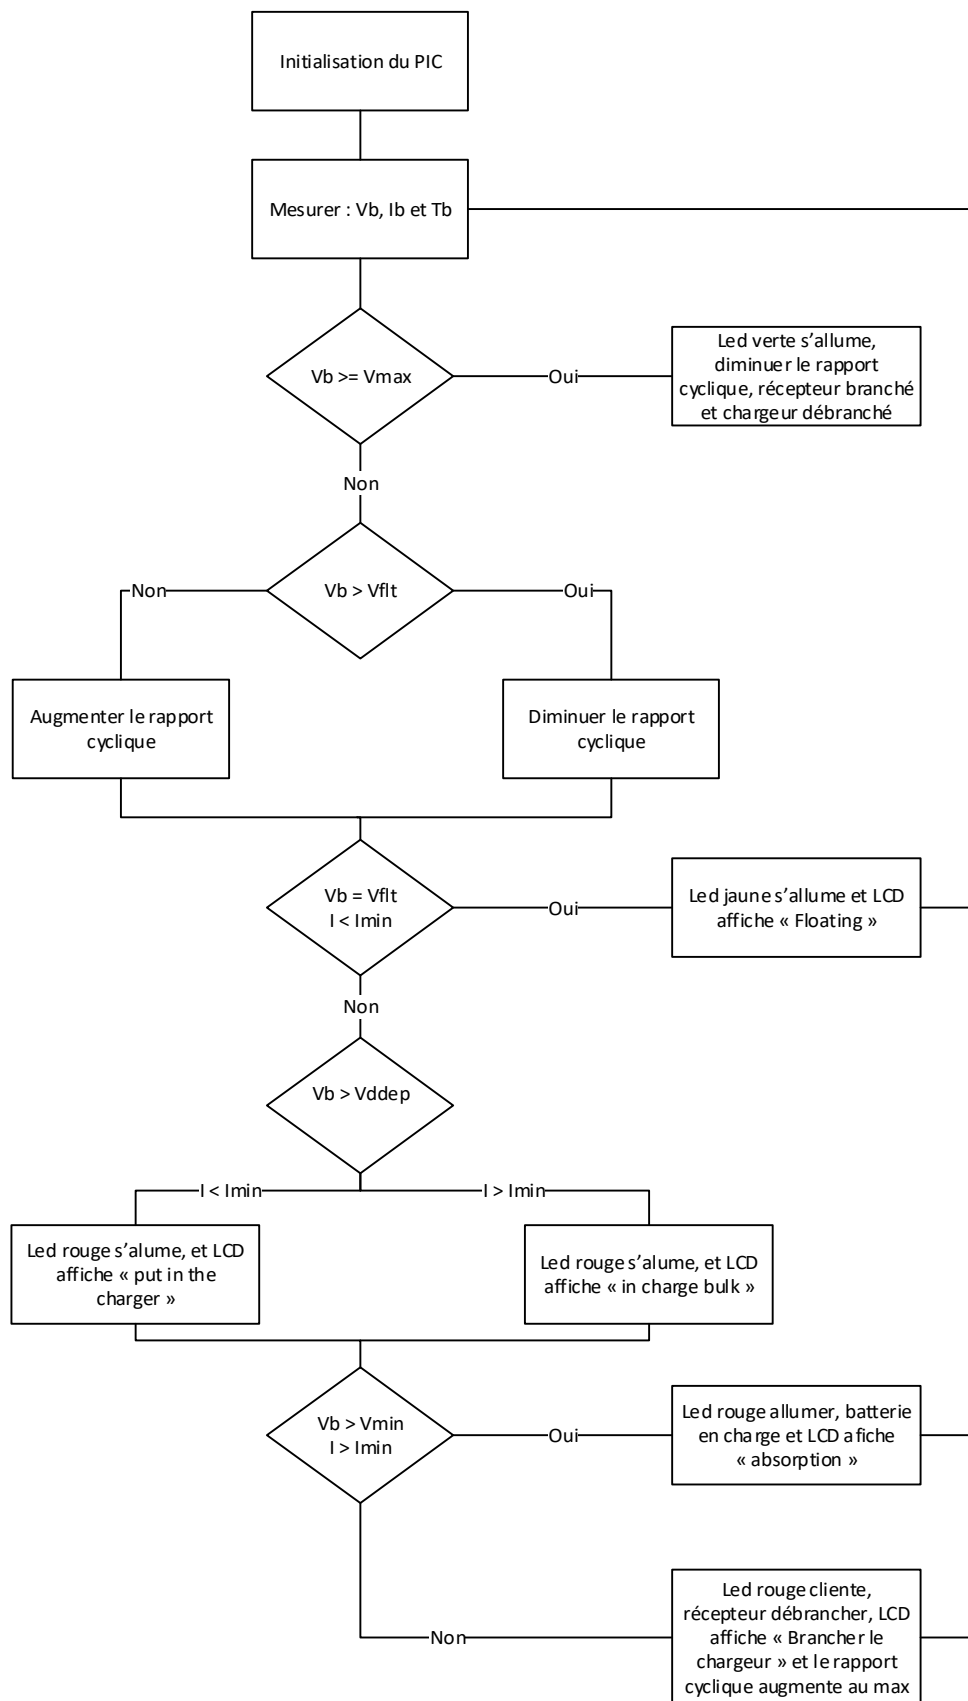 Initialisation du PIC
Mesurer : Vb, Ib et Tb
Vb >= Vmax
Oui
Led verte s'allume,
diminuer le rapport
cyclique, récepteur branché
et chargeur débranché
Non
Vb > Vflt
Non
Oui
Augmenter le rapport
cyclique
Diminuer le rapport
cyclique
Vb = Vflt
I < Imin
Oui
Led jaune s'allume et LCD
affiche « Floating »
Non
Vb > Vddep
I < Imin
I > Imin
Led rouge s'alume, et LCD
affiche « put in the
charger »
Led rouge s'alume, et LCD
affiche « in charge bulk »
Vb > Vmin
I > Imin
Oui
Led rouge allumer, batterie
en charge et LCD afiche
« absorption »
Non
Led rouge cliente,
récepteur débrancher, LCD
affiche « Brancher le
chargeur » et le rapport
cyclique augmente au max